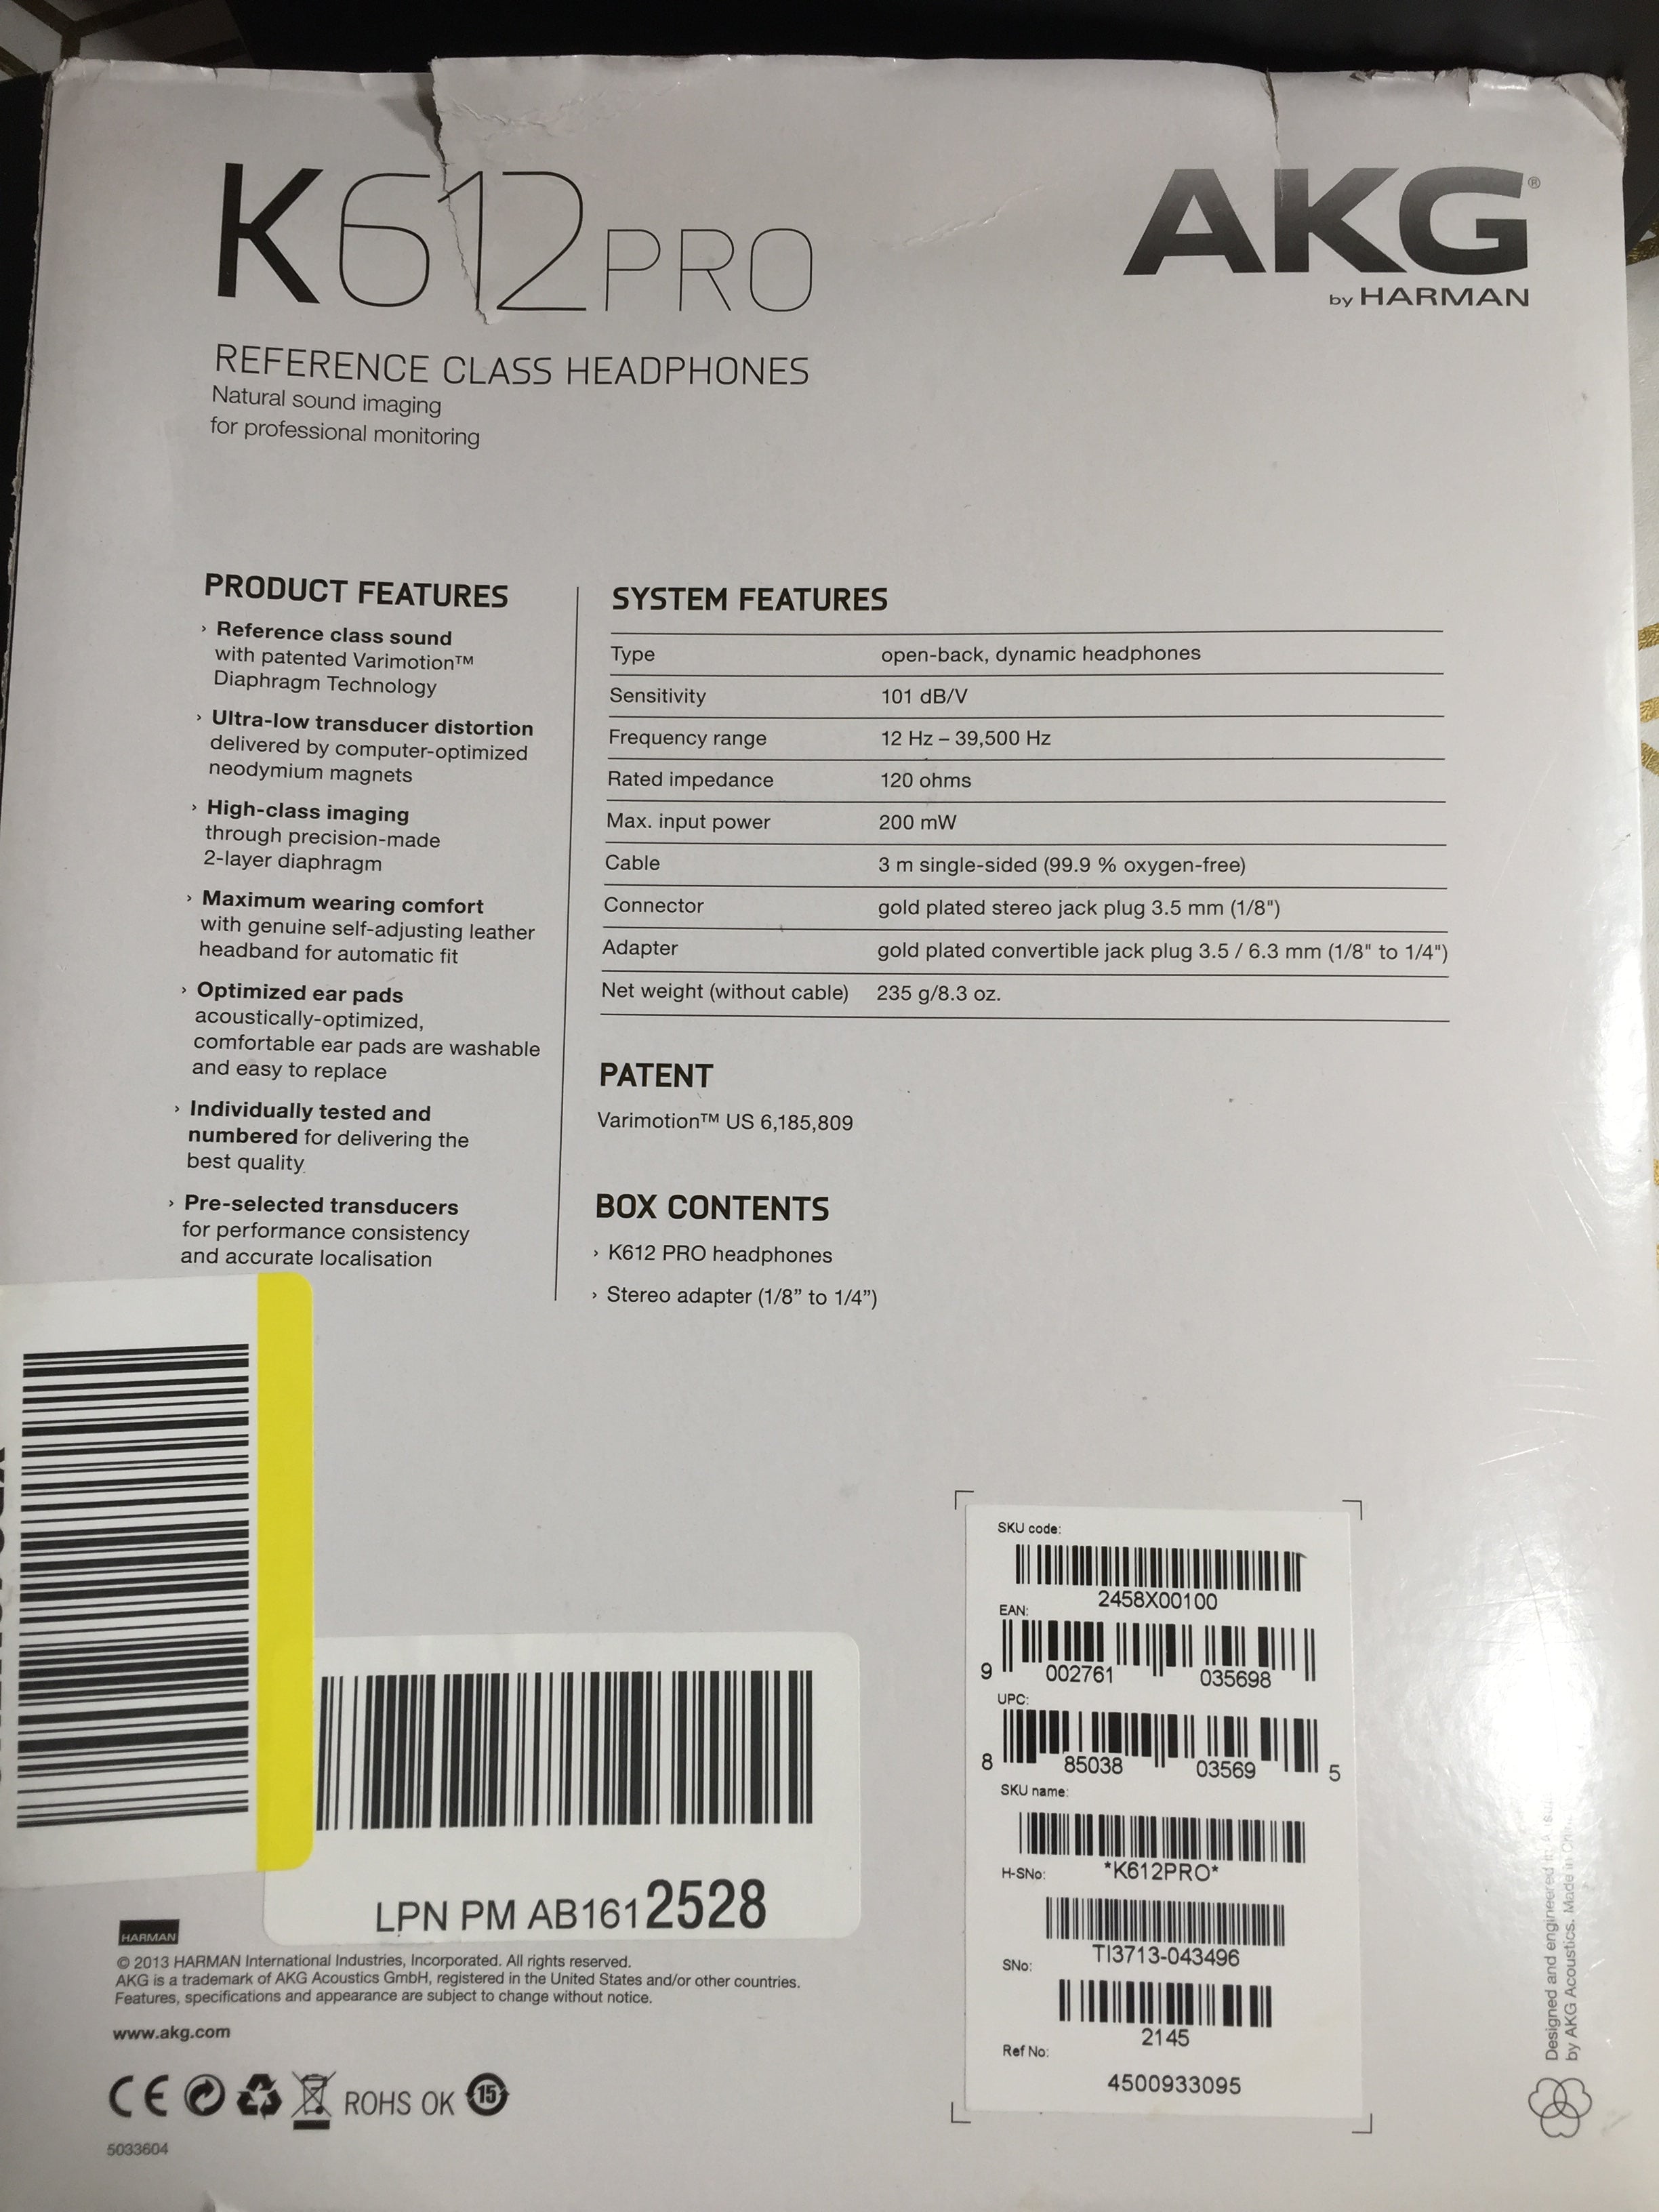 K612 PRO
AKG®
by HARMAN
REFERENCE CLASS HEADPHONES
Natural sound imaging
for professional monitoring
PRODUCT FEATURES
› Reference class sound
with patented Varimotion™
Diaphragm Technology
› Ultra-low transducer distortion
delivered by computer-optimized
neodymium magnets
› High-class imaging
through precision-made
2-layer diaphragm
› Maximum wearing comfort
with genuine self-adjusting leather
headband for automatic fit
› Optimized ear pads
acoustically-optimized,
comfortable ear pads are washable
and easy to replace
› Individually tested and
numbered for delivering the
best quality
› Pre-selected transducers
for performance consistency
and accurate localisation
SYSTEM FEATURES
Type open-back, dynamic headphones
Sensitivity 101 dB/V
Frequency range 12 Hz – 39,500 Hz
Rated impedance 120 ohms
Max. input power 200 mW
Cable 3 m single-sided (99.9 % oxygen-free)
Connector gold plated stereo jack plug 3.5 mm (1/8")
Adapter gold plated convertible jack plug 3.5 / 6.3 mm (1/8" to 1/4")
Net weight (without cable) 235 g/8.3 oz.
PATENT
Varimotion™ US 6,185,809
BOX CONTENTS
› K612 PRO headphones
› Stereo adapter (1/8” to 1/4”)
LPN PM AB1612528
HARMAN
© 2013 HARMAN International Industries, Incorporated. All rights reserved.
AKG is a trademark of AKG Acoustics GmbH, registered in the United States and/or other countries.
Features, specifications and appearance are subject to change without notice.
www.akg.com
CE ROHS OK 15
5033604
SKU code:
2458X00100
EAN:
9 002761 035698
UPC:
8 85038 03569 5
SKU name:
*K612PRO*
H-SNo:
TI3713-043496
SNo:
2145
Ref No:
4500933095
Designed and engineered in
by AKG Acoustics. Made in